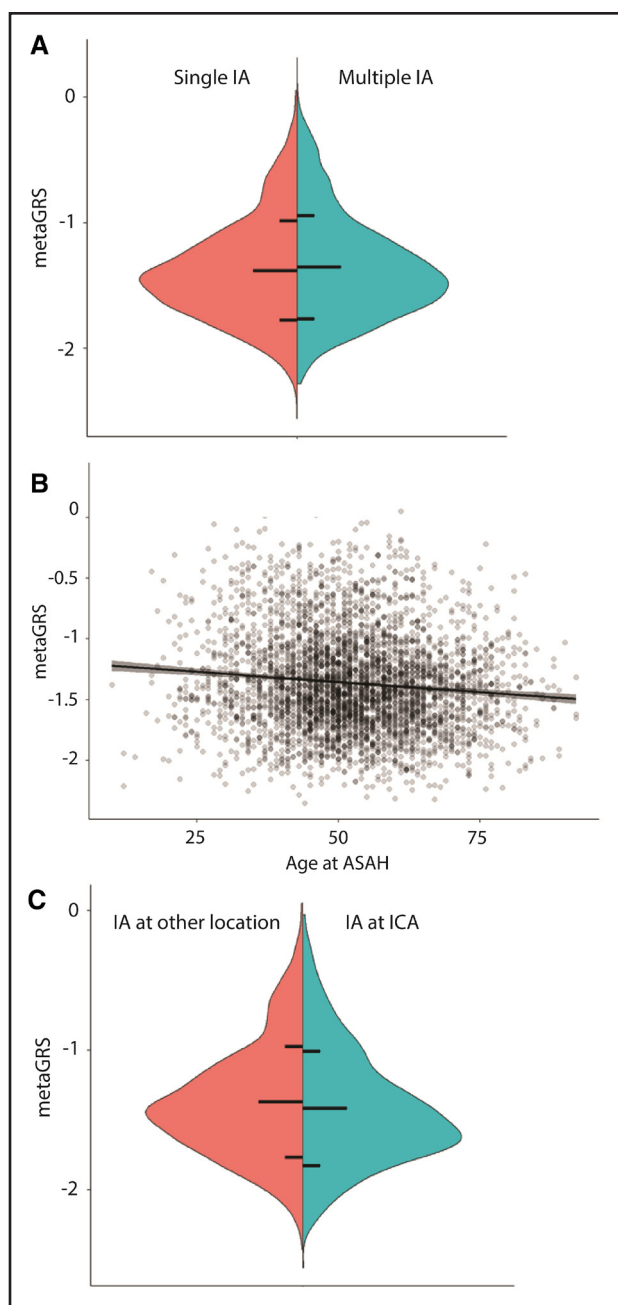 A
Single IA Multiple IA
0
-1
-2
metaGRS
B
0
-0.5
-1
-1.5
-2
metaGRS
25 50 75
Age at ASAH
C
IA at other location IA at ICA
0
-1
-2
metaGRS